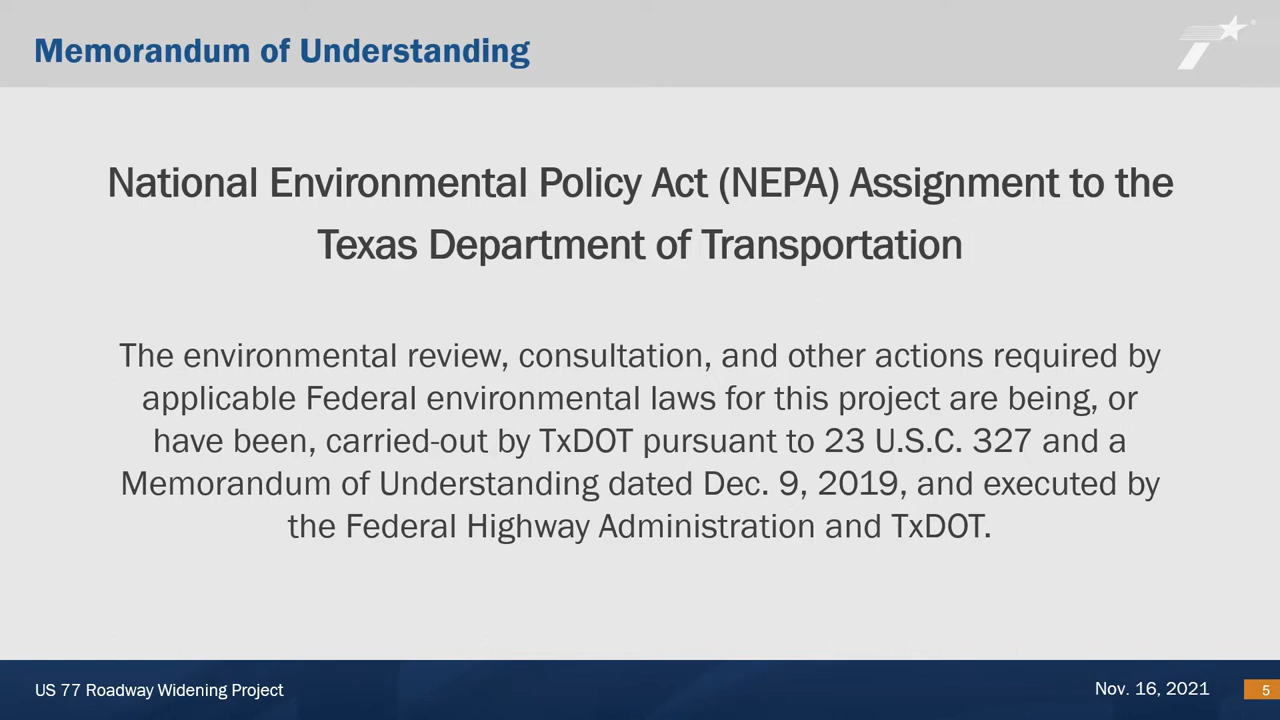 Memorandum of Understanding
National Environmental Policy Act (NEPA) Assignment to the
Texas Department of Transportation
The environmental review, consultation, and other actions required by
applicable Federal environmental laws for this project are being, or
have been, carried-out by TxDOT pursuant to 23 U.S.C. 327 and a
Memorandum of Understanding dated Dec. 9, 2019, and executed by
the Federal Highway Administration and TxDOT.
US 77 Roadway Widening Project
Nov. 16, 2021
5